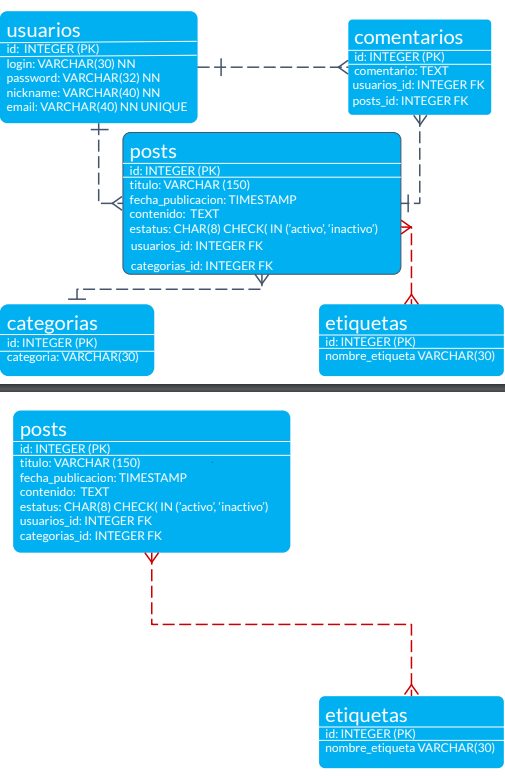 usuarios
id: INTEGER (PK)
login: VARCHAR(30) NN
password: VARCHAR(32) NN
nickname: VARCHAR(40) NN
email: VARCHAR(40) NN UNIQUE
comentarios
id: INTEGER (PK)
comentario: TEXT
usuarios_id: INTEGER FK
posts_id: INTEGER FK
posts
id: INTEGER (PK)
titulo: VARCHAR (150)
fecha_publicacion: TIMESTAMP
contenido: TEXT
estatus: CHAR(8) CHECK( IN ('activo', 'inactivo')
usuarios_id: INTEGER FK
categorias_id: INTEGER FK
categorias
id: INTEGER (PK)
categoria: VARCHAR(30)
etiquetas
id: INTEGER (PK)
nombre_etiqueta VARCHAR(30)
posts
id: INTEGER (PK)
titulo: VARCHAR (150)
fecha_publicacion: TIMESTAMP
contenido: TEXT
estatus: CHAR(8) CHECK( IN ('activo', 'inactivo')
usuarios_id: INTEGER FK
categorias_id: INTEGER FK
etiquetas
id: INTEGER (PK)
nombre_etiqueta VARCHAR(30)